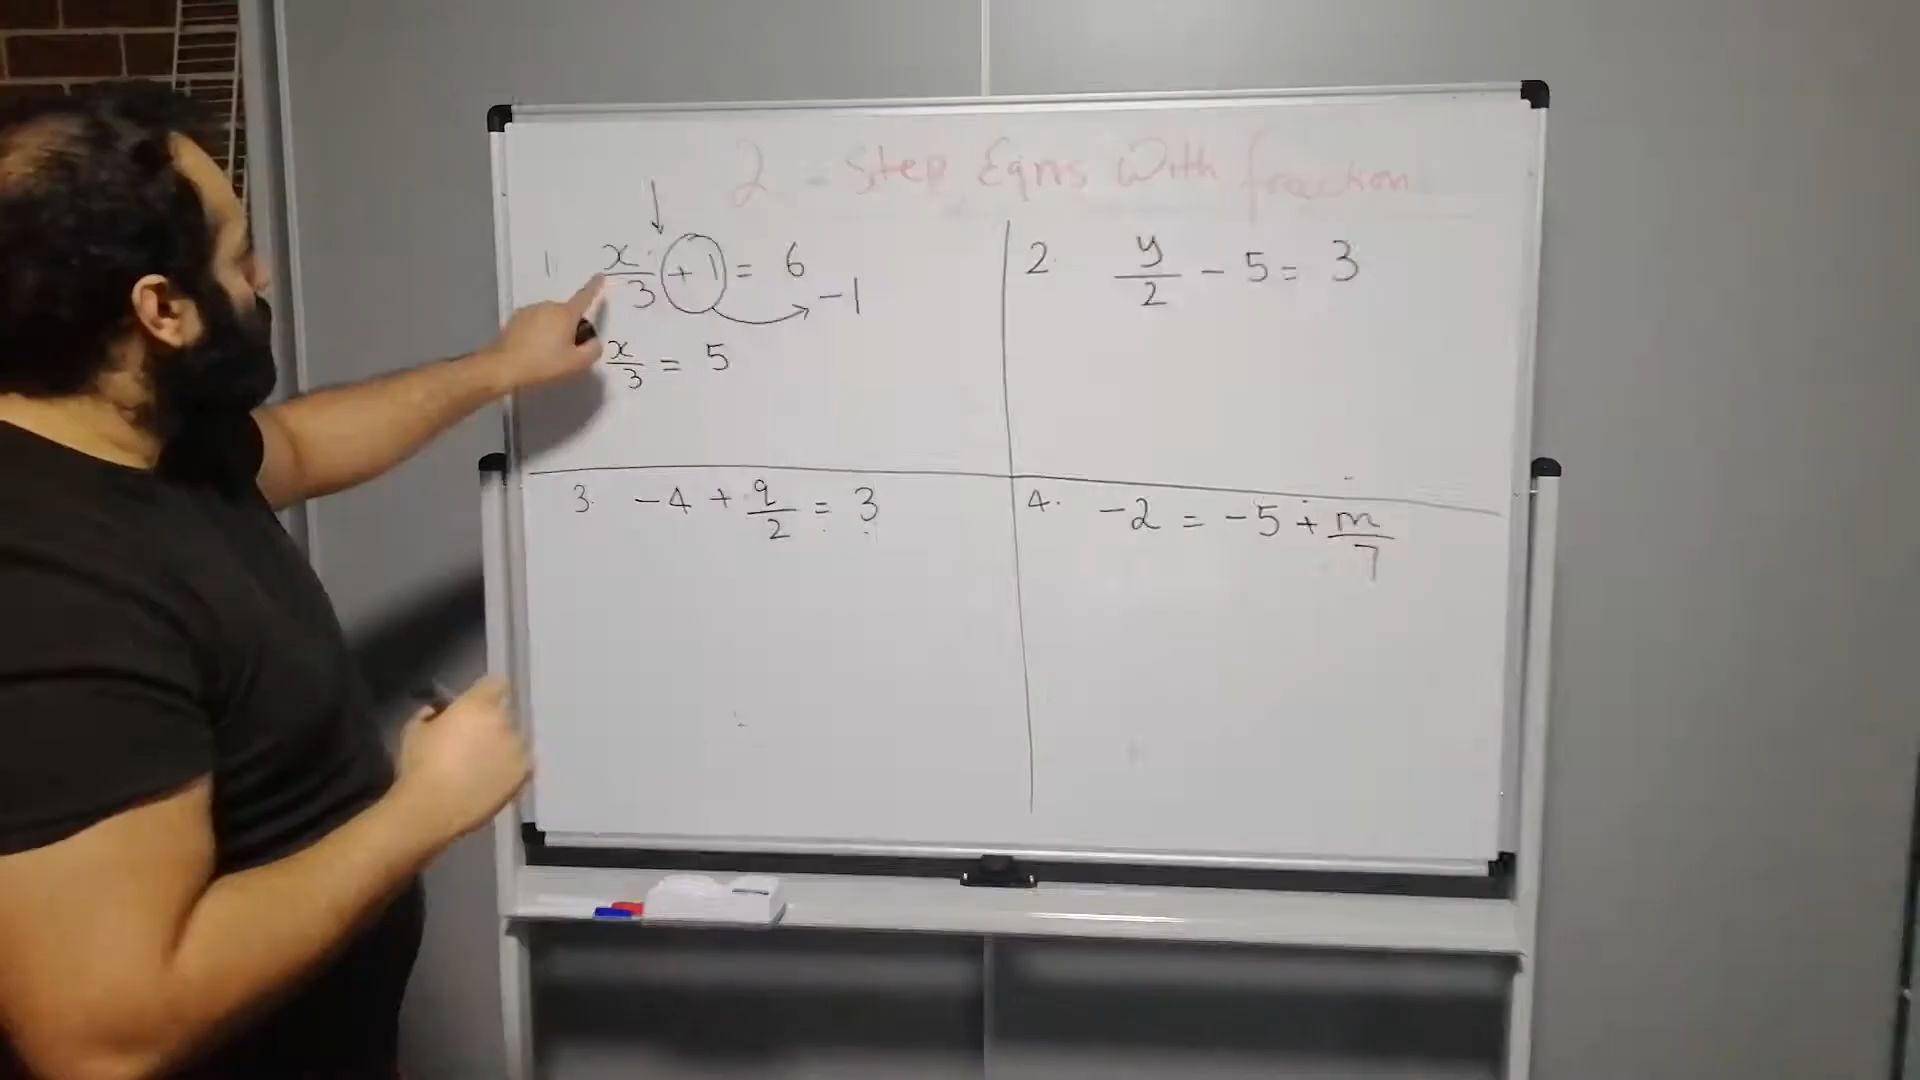 2 - Step Eqns With fraction
1. x/3 + 1 = 6
-1
x/3 = 5
2. y/2 - 5 = 3
3. -4 + q/2 = 3
4. -2 = -5 + m/7